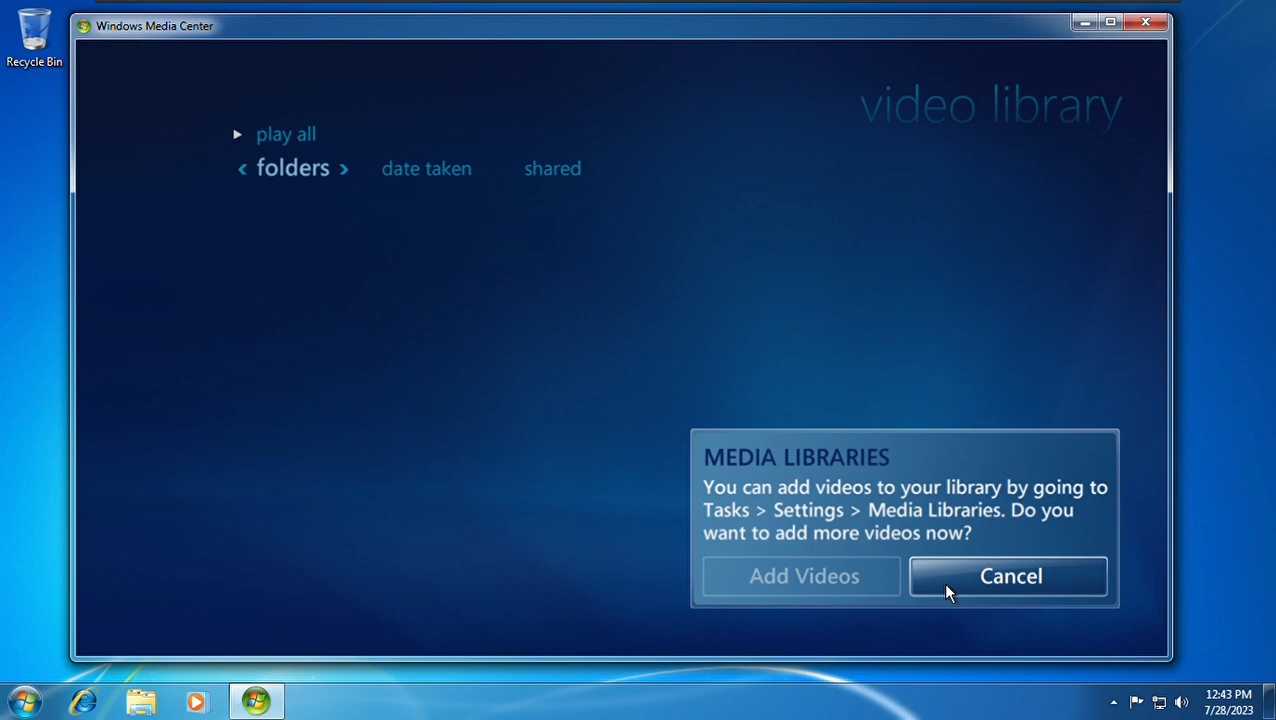 Recycle Bin
Windows Media Center
video library
play all
< folders > date taken shared
MEDIA LIBRARIES
You can add videos to your library by going to
Tasks > Settings > Media Libraries. Do you
want to add more videos now?
Add Videos Cancel
12:43 PM
7/28/2023